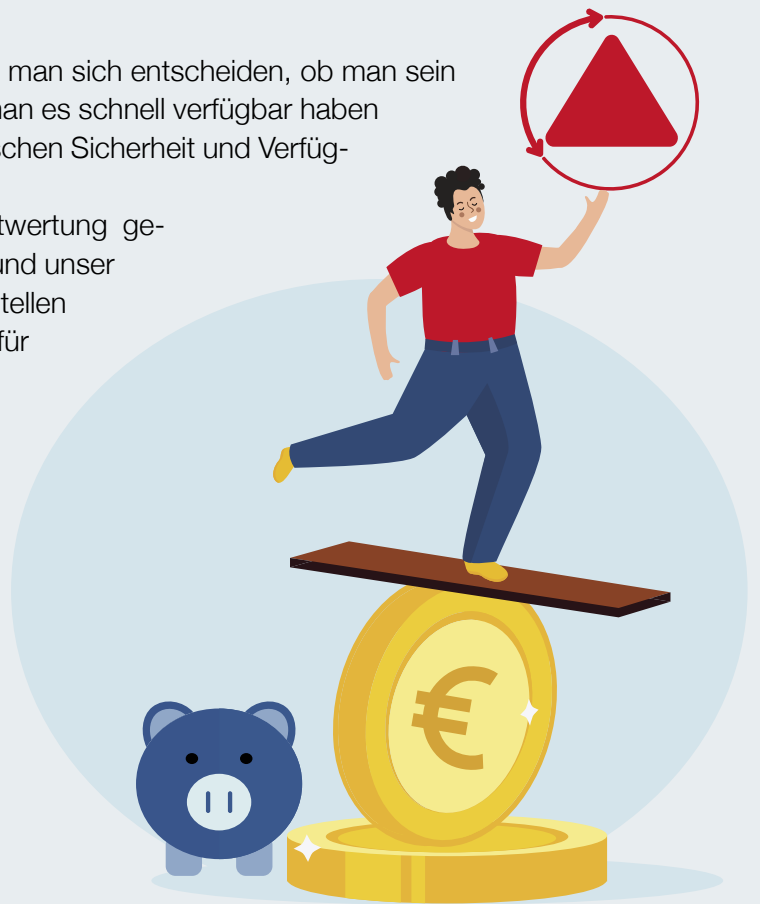 man sich entscheiden, ob man sein
man es schnell verfügbar haben
schen Sicherheit und Verfüg-
twertung ge-
und unser
tellen
für
€